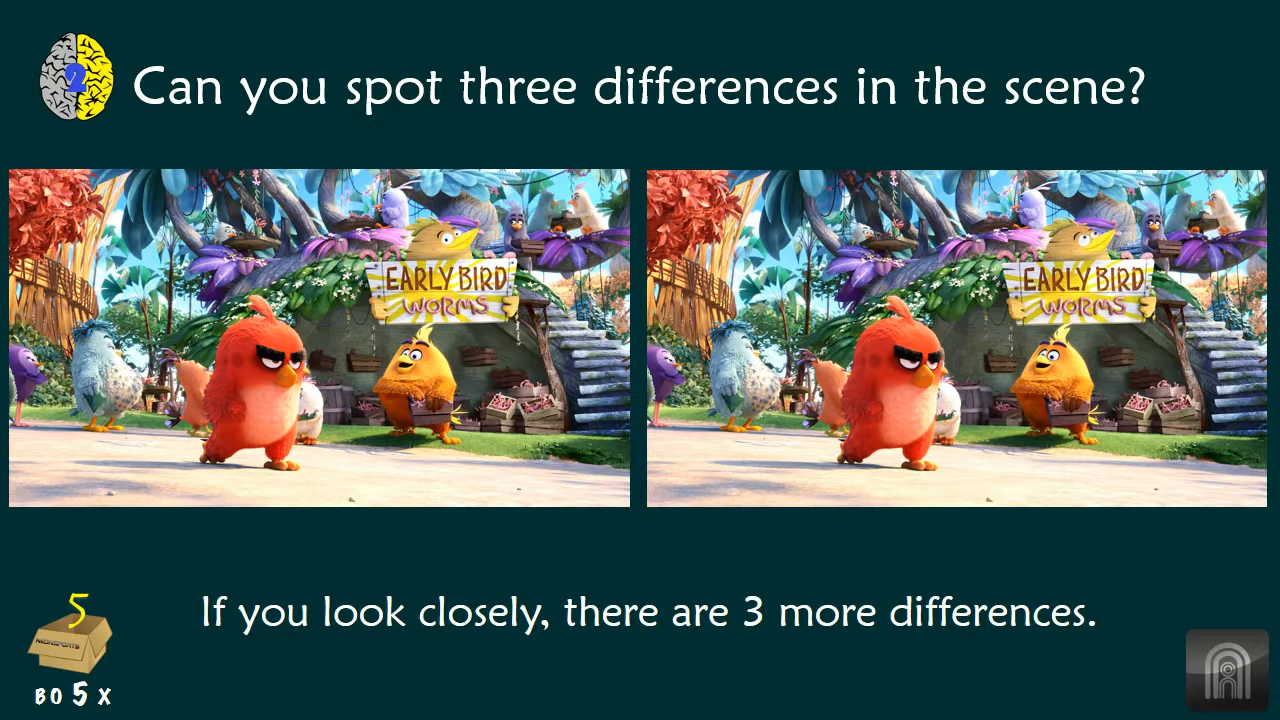 2
Can you spot three differences in the scene?
EARLY BIRD
WORMS
EARLY BIRD
WORMS
5
If you look closely, there are 3 more differences.
BO 5 X